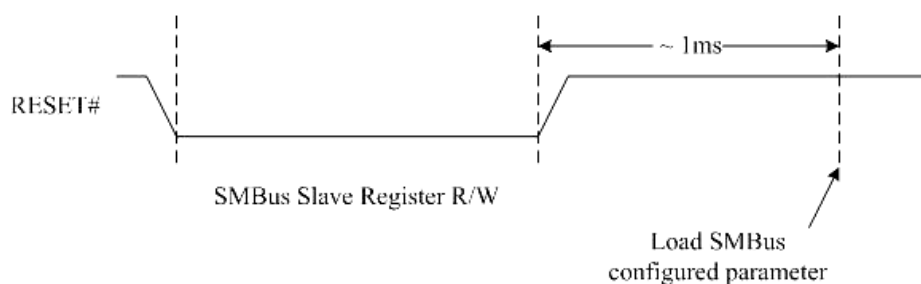 ~ 1ms
RESET#
SMBus Slave Register R/W
Load SMBus
configured parameter